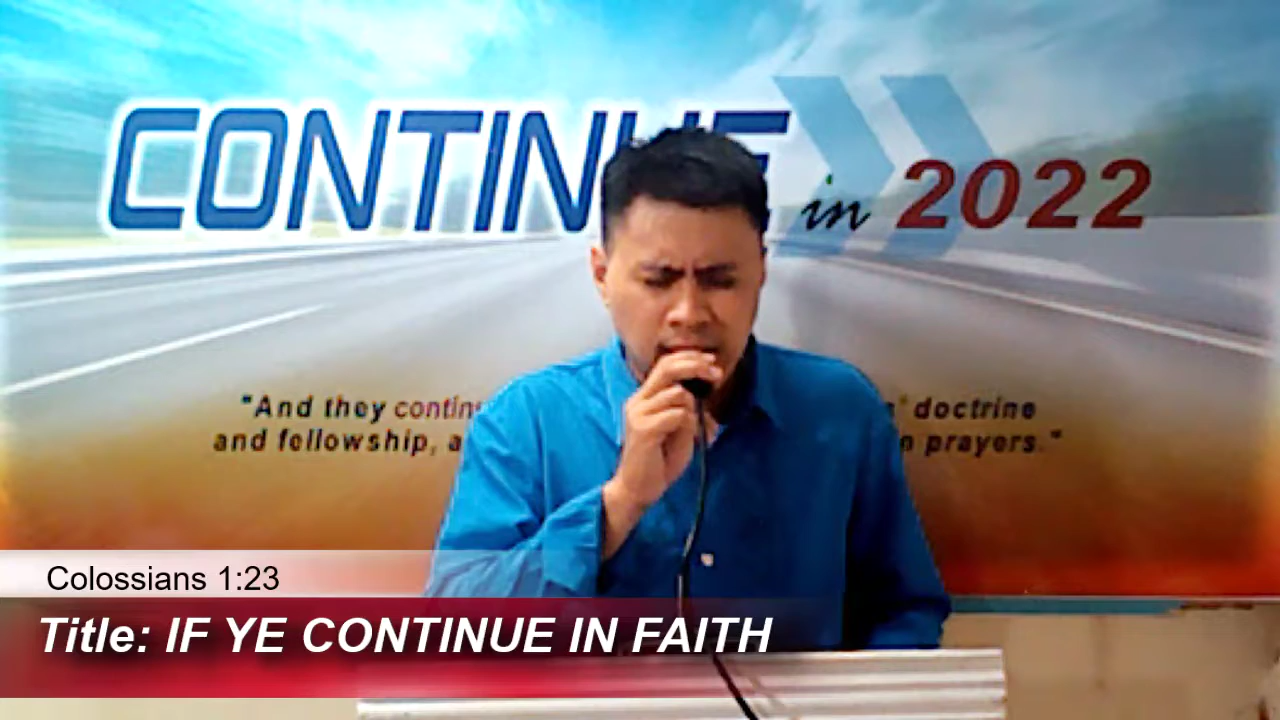 CONTINUE
in 2022
"And they contin ' doctrine
and fellowship, a n prayers."
Colossians 1:23
Title: IF YE CONTINUE IN FAITH